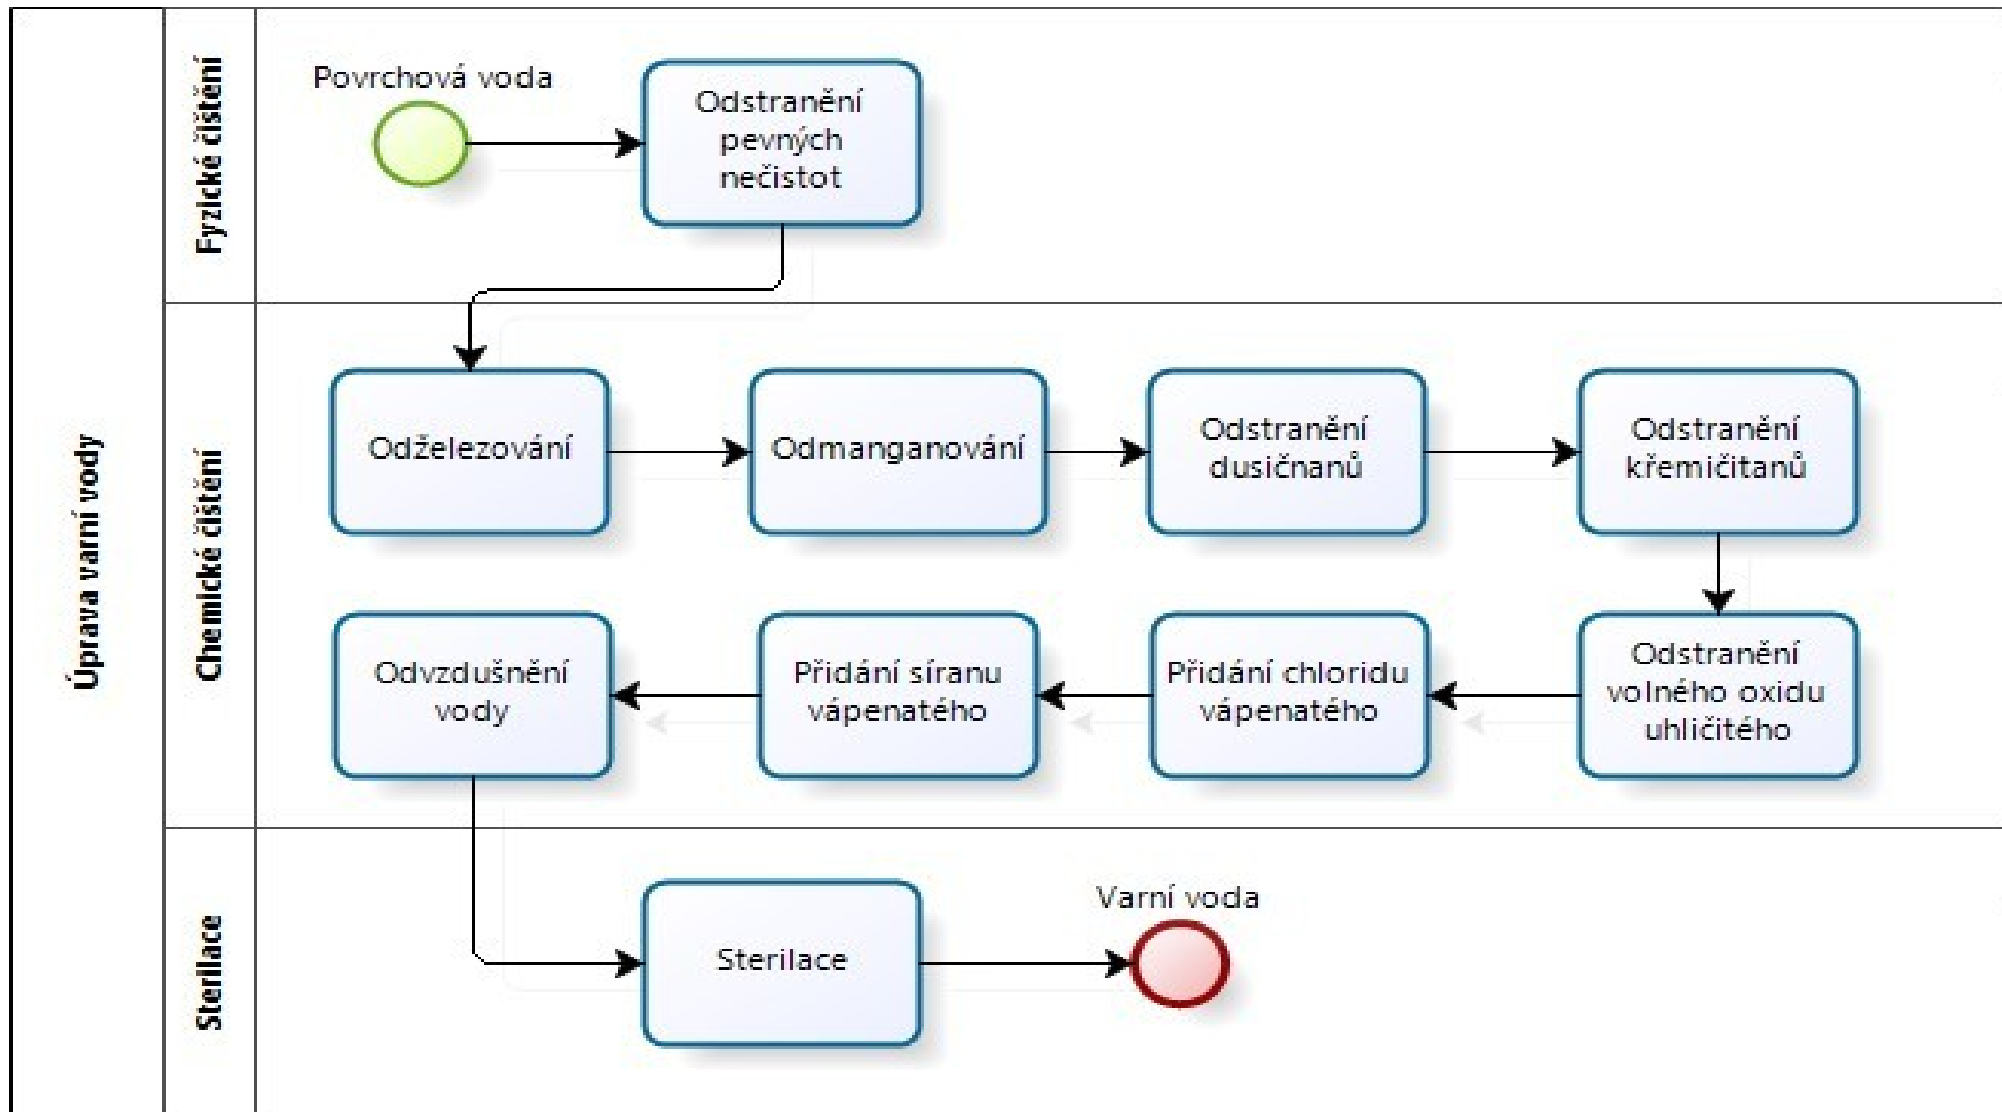 Úprava varní vody
Fyzické čištění
Povrchová voda
Odstranění
pevných
nečistot
Chemické čištění
Odželezování
Odmanganování
Odstranění
dusičnanů
Odstranění
křemičitanů
Odstranění
volného oxidu
uhličitého
Přidání chloridu
vápenatého
Přidání síranu
vápenatého
Odvzdušnění
vody
Sterilace
Sterilace
Varní voda